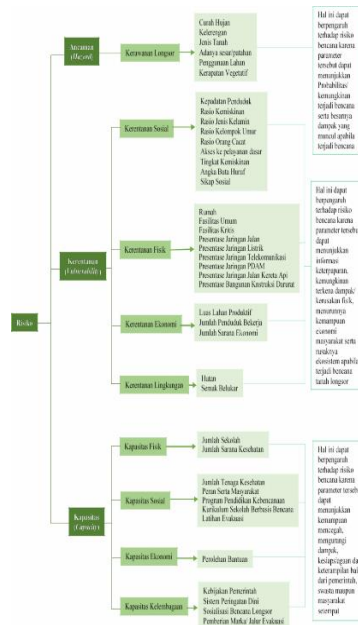 Risiko
Ancaman
(Hazard)
Kerawanan Longsor
Curah Hujan
Kelerengan
Jenis Tanah
Adanya sesar/patahan
Penggunaan Lahan
Kerapatan Vegetatif
Hal ini dapat
berpengaruh
terhadap risiko
bencana karena
parameter
tersebut dapat
menunjukkan
Probabilitas/
kemungkinan
terjadi bencana
serta besarnya
dampak yang
muncul apabila
terjadi bencana
Kerentanan
(Vulnerability)
Kerentanan Sosial
Kepadatan Penduduk
Rasio Kemiskinan
Rasio Jenis Kelamin
Rasio Kelompok Umur
Rasio Orang Cacat
Akses ke pelayanan dasar
Tingkat Kemiskinan
Angka Buta Huruf
Sikap Sosial
Kerentanan Fisik
Rumah
Fasilitas Umum
Fasilitas Kritis
Presentase Jaringan Jalan
Presentase Jaringan Listrik
Presentase Jaringan Telekomunikasi
Presentase Jaringan PDAM
Presentase Jaringan Jalan Kereta Api
Presentase Bangunan Konstruksi Darurat
Kerentanan Ekonomi
Luas Lahan Produktif
Jumlah Penduduk Bekerja
Jumlah Sarana Ekonomi
Kerentanan Lingkungan
Hutan
Semak Belukar
Hal ini dapat
berpengaruh
terhadap risiko
bencana karena
parameter terseb
dapat
menunjukkan
informasi
keterpaparan,
kemungkinan
terkena dampak/
kerusakan fisik,
menurunnya
kemampuan
ekonomi
masyarakat serta
rusaknya
ekosistem apabila
terjadi bencana
tanah longsor
Kapasitas
(Capacity)
Kapasitas Fisik
Jumlah Sekolah
Jumlah Sarana Kesehatan
Kapasitas Sosial
Jumlah Tenaga Kesehatan
Peran Serta Masyarakat
Program Pendidikan Kebencanaan
Kurikulum Sekolah Berbasis Bencana
Latihan Evakuasi
Kapasitas Ekonomi
Perolehan Bantuan
Kapasitas Kelembagaan
Kebijakan Pemerintah
Sistem Peringatan Dini
Sosialisasi Bencana Longsor
Pemberian Marka/ Jalur Evakuasi
Hal ini dapat
berpengaruh
terhadap risiko
bencana karena
parameter terseb
dapat
menunjukkan
kemampuan
mencegah,
mengurangi
dampak,
kesiapsiagaan da
keterampilan bai
dari pemerintah,
swasta maupun
masyarakat
setempat